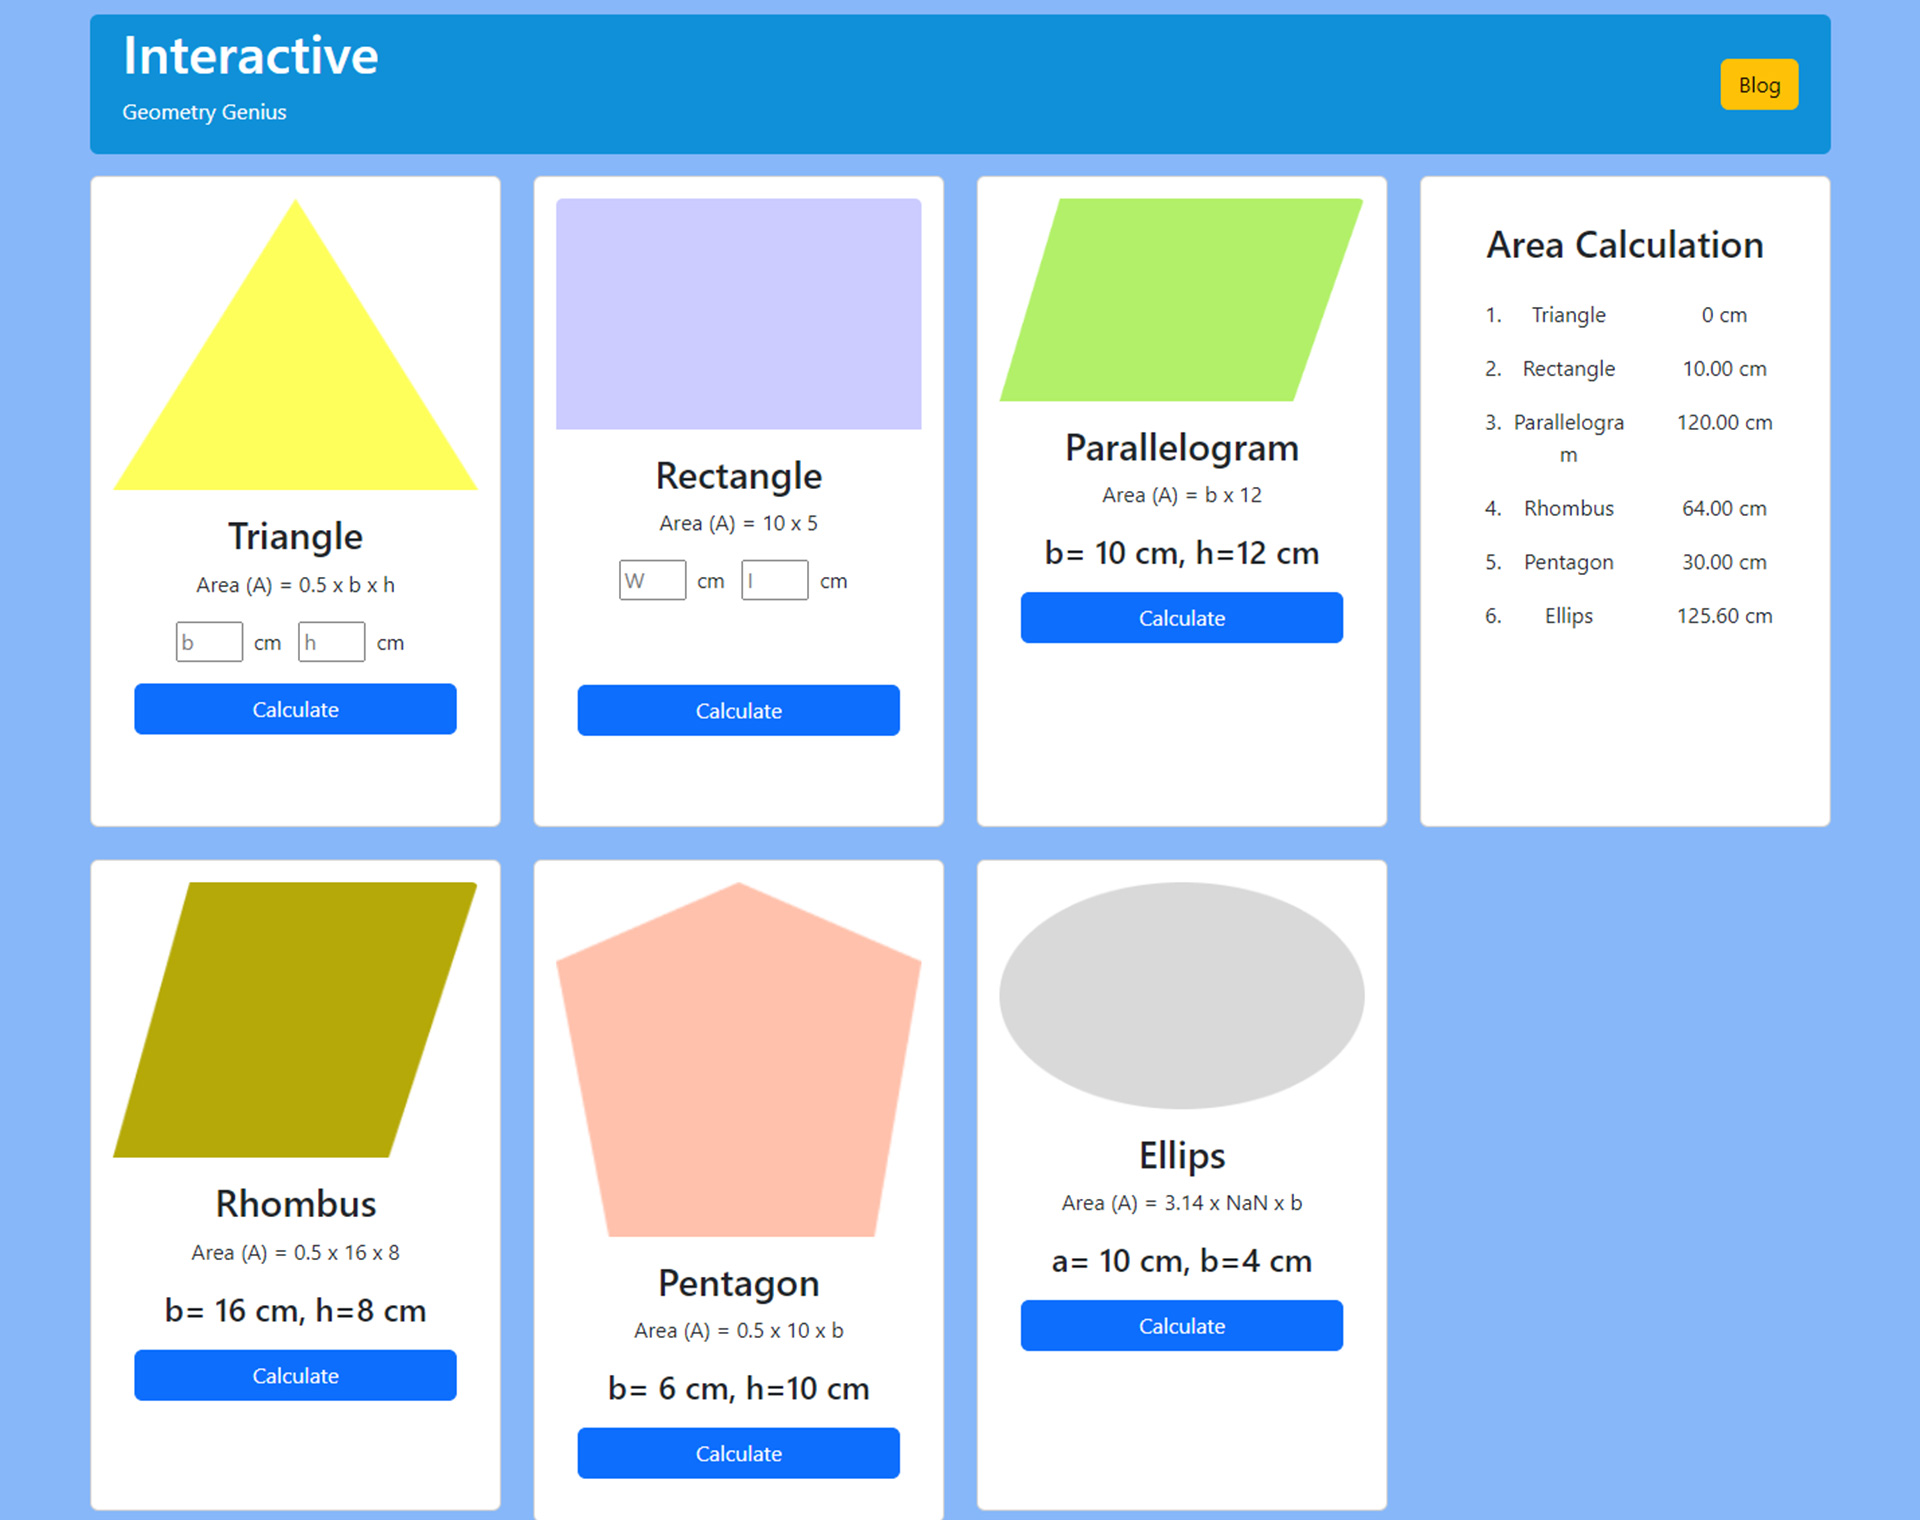 Interactive
Geometry Genius
Blog
Triangle
Area (A) = 0.5 x b x h
b cm h cm
Calculate
Rectangle
Area (A) = 10 x 5
W cm l cm
Calculate
Parallelogram
Area (A) = b x 12
b= 10 cm, h=12 cm
Calculate
Area Calculation
1. Triangle 0 cm
2. Rectangle 10.00 cm
3. Parallelogra 120.00 cm
m
4. Rhombus 64.00 cm
5. Pentagon 30.00 cm
6. Ellips 125.60 cm
Rhombus
Area (A) = 0.5 x 16 x 8
b= 16 cm, h=8 cm
Calculate
Pentagon
Area (A) = 0.5 x 10 x b
b= 6 cm, h=10 cm
Calculate
Ellips
Area (A) = 3.14 x NaN x b
a= 10 cm, b=4 cm
Calculate